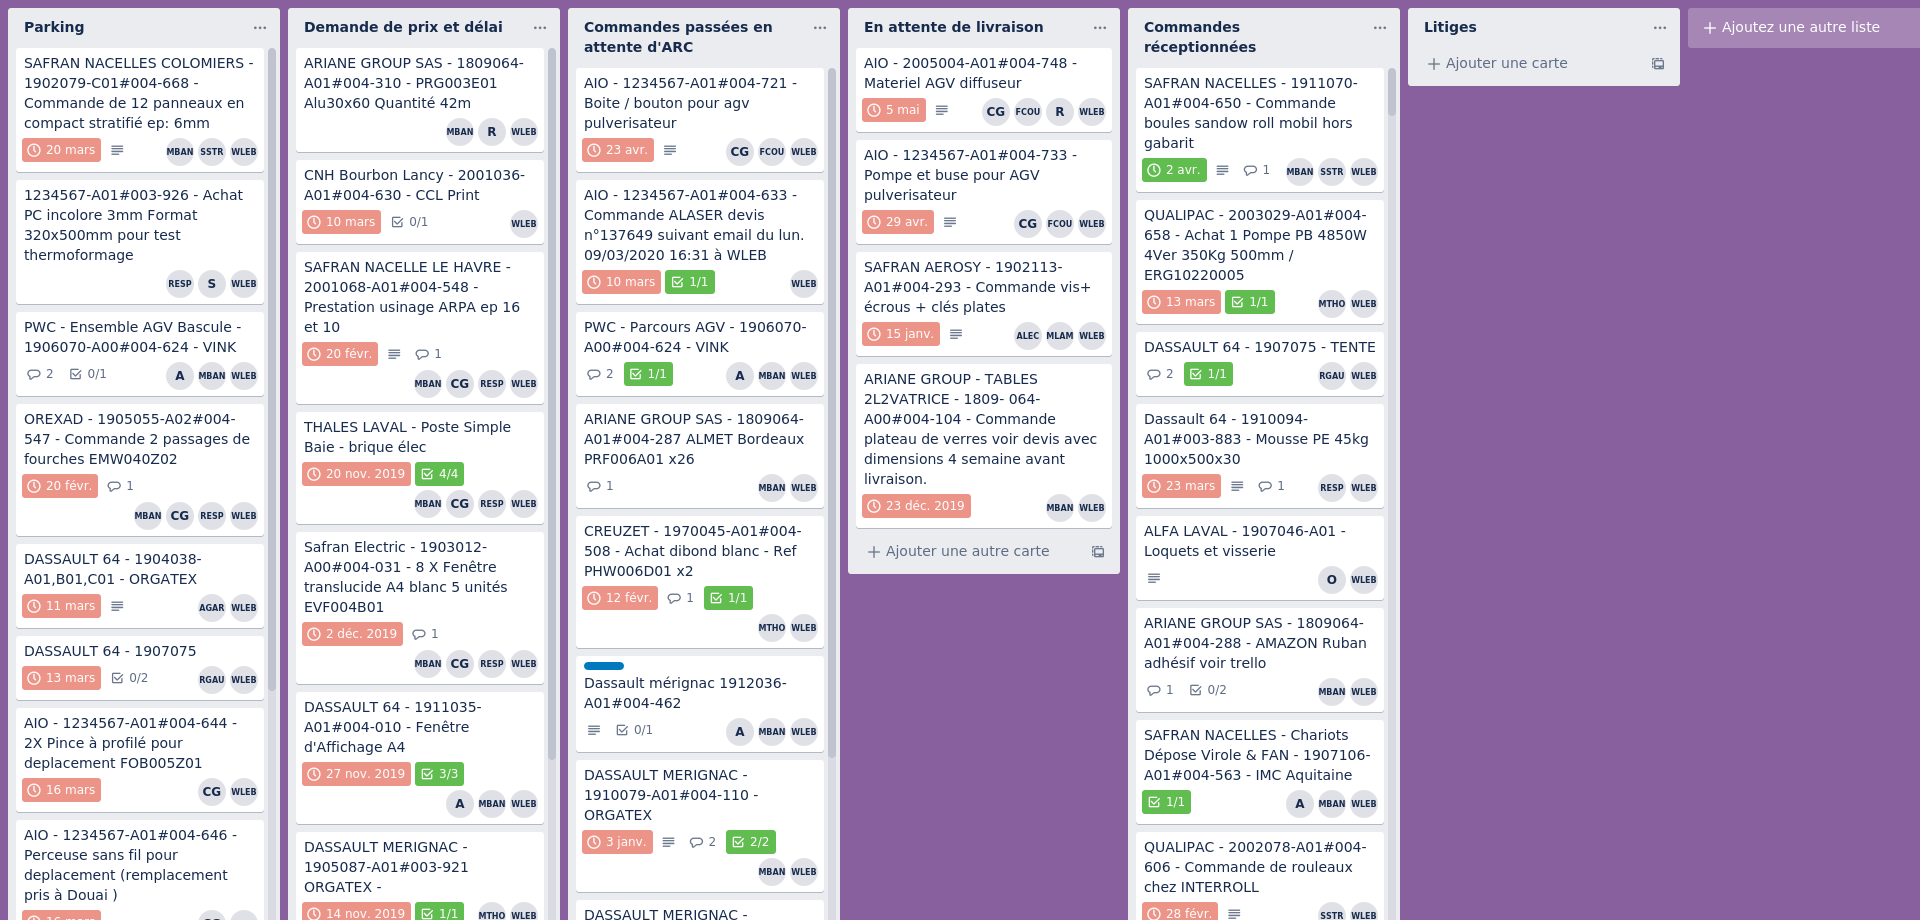 Parking
SAFRAN NACELLES COLOMIERS -
1902079-C01#004-668 -
Commande de 12 panneaux en
compact stratifié ep: 6mm
20 mars
MBAN SSTR WLEB
1234567-A01#003-926 - Achat
PC incolore 3mm Format
320x500mm pour test
thermoformage
RESP S WLEB
PWC - Ensemble AGV Bascule -
1906070-A00#004-624 - VINK
2 0/1 A MBAN WLEB
OREXAD - 1905055-A02#004-
547 - Commande 2 passages de
fourches EMW040Z02
20 févr. 1
MBAN CG RESP WLEB
DASSAULT 64 - 1904038-
A01,B01,C01 - ORGATEX
11 mars AGAR WLEB
DASSAULT 64 - 1907075
13 mars 0/2 RGAU WLEB
AIO - 1234567-A01#004-644 -
2X Pince à profilé pour
deplacement FOB005Z01
16 mars CG WLEB
AIO - 1234567-A01#004-646 -
Perceuse sans fil pour
deplacement (remplacement
pris à Douai )
16 mars
Demande de prix et délai
ARIANE GROUP SAS - 1809064-
A01#004-310 - PRG003E01
Alu30x60 Quantité 42m
MBAN R WLEB
CNH Bourbon Lancy - 2001036-
A01#004-630 - CCL Print
10 mars 0/1 WLEB
SAFRAN NACELLE LE HAVRE -
2001068-A01#004-548 -
Prestation usinage ARPA ep 16
et 10
20 févr. 1
MBAN CG RESP WLEB
THALES LAVAL - Poste Simple
Baie - brique élec
20 nov. 2019 4/4
MBAN CG RESP WLEB
Safran Electric - 1903012-
A00#004-031 - 8 X Fenêtre
translucide A4 blanc 5 unités
EVF004B01
2 déc. 2019 1
MBAN CG RESP WLEB
DASSAULT 64 - 1911035-
A01#004-010 - Fenêtre
d'Affichage A4
27 nov. 2019 3/3
A MBAN WLEB
DASSAULT MERIGNAC -
1905087-A01#003-921
ORGATEX -
14 nov. 2019 1/1 MTHO WLEB
Commandes passées en
attente d'ARC
AIO - 1234567-A01#004-721 -
Boite / bouton pour agv
pulverisateur
23 avr. CG FCOU WLEB
AIO - 1234567-A01#004-633 -
Commande ALASER devis
n°137649 suivant email du lun.
09/03/2020 16:31 à WLEB
10 mars 1/1 WLEB
PWC - Parcours AGV - 1906070-
A00#004-624 - VINK
2 1/1 A MBAN WLEB
ARIANE GROUP SAS - 1809064-
A01#004-287 ALMET Bordeaux
PRF006A01 x26
1 MBAN WLEB
CREUZET - 1970045-A01#004-
508 - Achat dibond blanc - Ref
PHW006D01 x2
12 févr. 1 1/1
MTHO WLEB
Dassault mérignac 1912036-
A01#004-462
0/1 A MBAN WLEB
DASSAULT MERIGNAC -
1910079-A01#004-110 -
ORGATEX
3 janv. 2 2/2
MBAN WLEB
DASSAULT MERIGNAC -
En attente de livraison
AIO - 2005004-A01#004-748 -
Materiel AGV diffuseur
5 mai CG FCOU R WLEB
AIO - 1234567-A01#004-733 -
Pompe et buse pour AGV
pulverisateur
29 avr. CG FCOU WLEB
SAFRAN AEROSY - 1902113-
A01#004-293 - Commande vis+
écrous + clés plates
15 janv. ALEC MLAM WLEB
ARIANE GROUP - TABLES
2L2VATRICE - 1809- 064-
A00#004-104 - Commande
plateau de verres voir devis avec
dimensions 4 semaine avant
livraison.
23 déc. 2019 MBAN WLEB
Ajouter une autre carte
Commandes
réceptionnées
SAFRAN NACELLES - 1911070-
A01#004-650 - Commande
boules sandow roll mobil hors
gabarit
2 avr. 1 MBAN SSTR WLEB
QUALIPAC - 2003029-A01#004-
658 - Achat 1 Pompe PB 4850W
4Ver 350Kg 500mm /
ERG10220005
13 mars 1/1 MTHO WLEB
DASSAULT 64 - 1907075 - TENTE
2 1/1 RGAU WLEB
Dassault 64 - 1910094-
A01#003-883 - Mousse PE 45kg
1000x500x30
23 mars 1 RESP WLEB
ALFA LAVAL - 1907046-A01 -
Loquets et visserie
O WLEB
ARIANE GROUP SAS - 1809064-
A01#004-288 - AMAZON Ruban
adhésif voir trello
1 0/2 MBAN WLEB
SAFRAN NACELLES - Chariots
Dépose Virole & FAN - 1907106-
A01#004-563 - IMC Aquitaine
1/1 A MBAN WLEB
QUALIPAC - 2002078-A01#004-
606 - Commande de rouleaux
chez INTERROLL
28 févr. SSTR WLEB
Litiges
Ajouter une carte
Ajoutez une autre liste